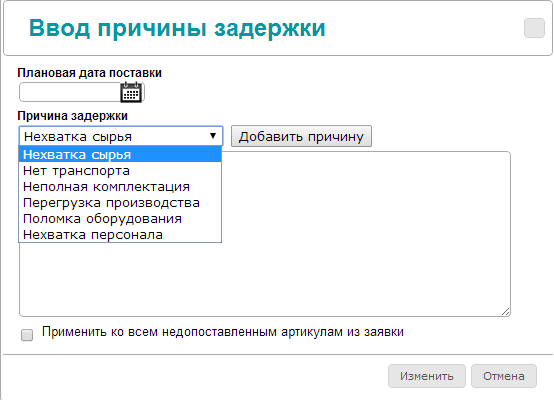 Ввод причины задержки
Плановая дата поставки
Причина задержки
Нехватка сырья
Добавить причину
Нехватка сырья
Нет транспорта
Неполная комплектация
Перегрузка производства
Поломка оборудования
Нехватка персонала
Применить ко всем недопоставленным артикулам из заявки
Изменить
Отмена